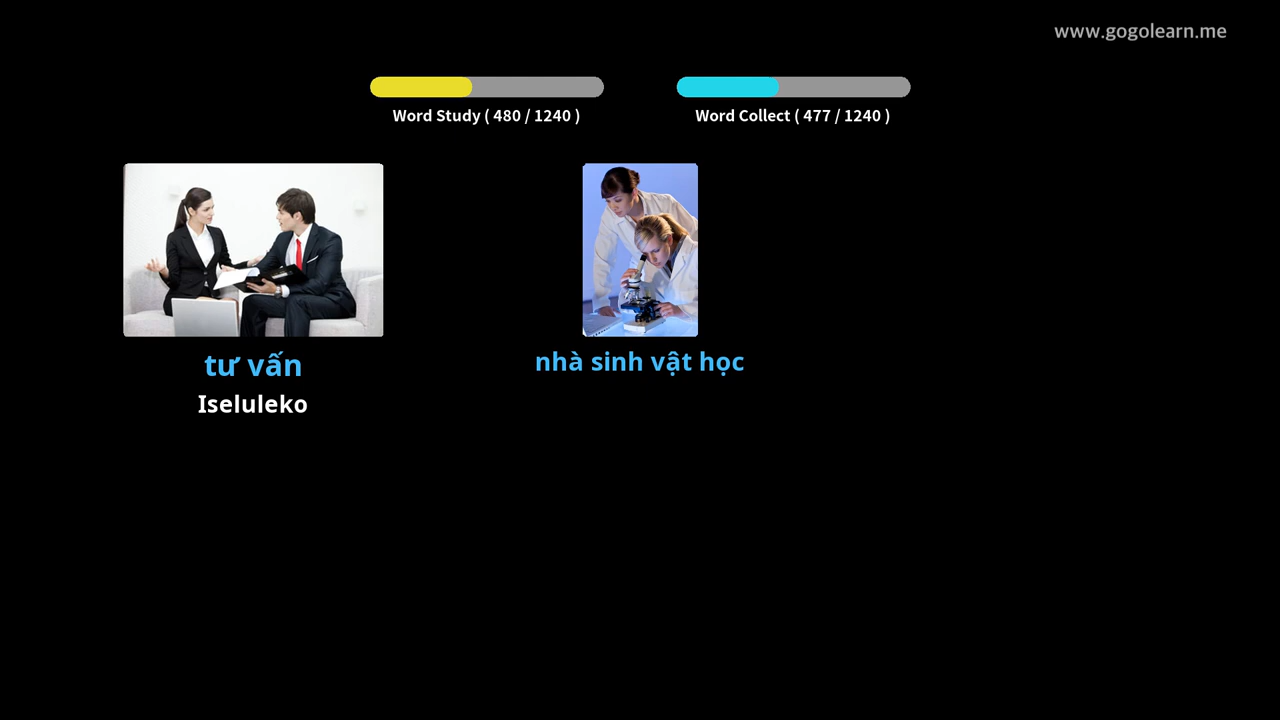 www.gogolearn.me
Word Study ( 480 / 1240 )
Word Collect ( 477 / 1240 )
tư vấn
Iseluleko
nhà sinh vật học